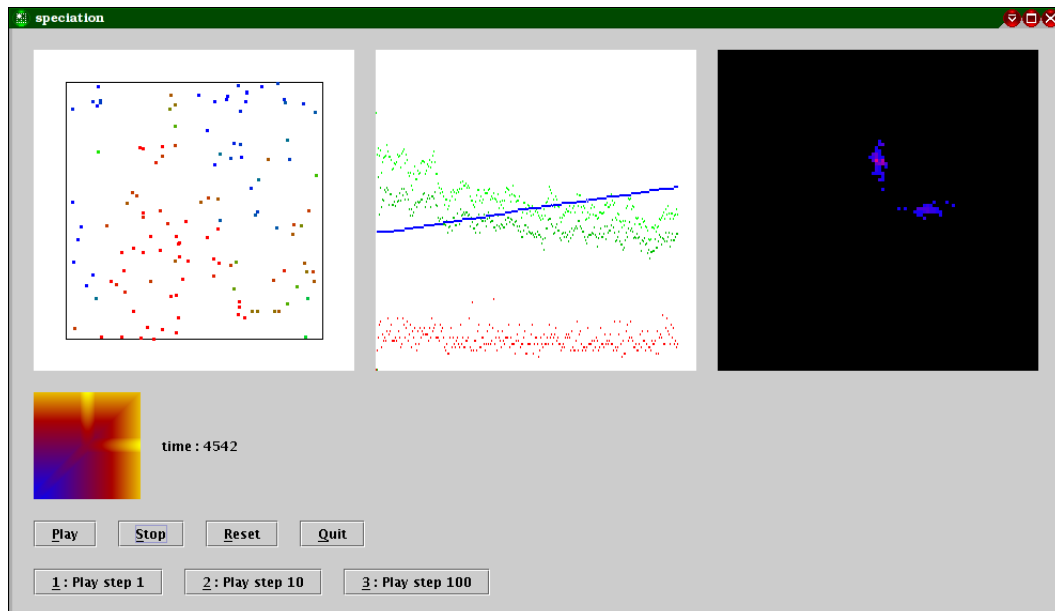 speciation
time : 4542
Play Stop Reset Quit
1 : Play step 1 2 : Play step 10 3 : Play step 100